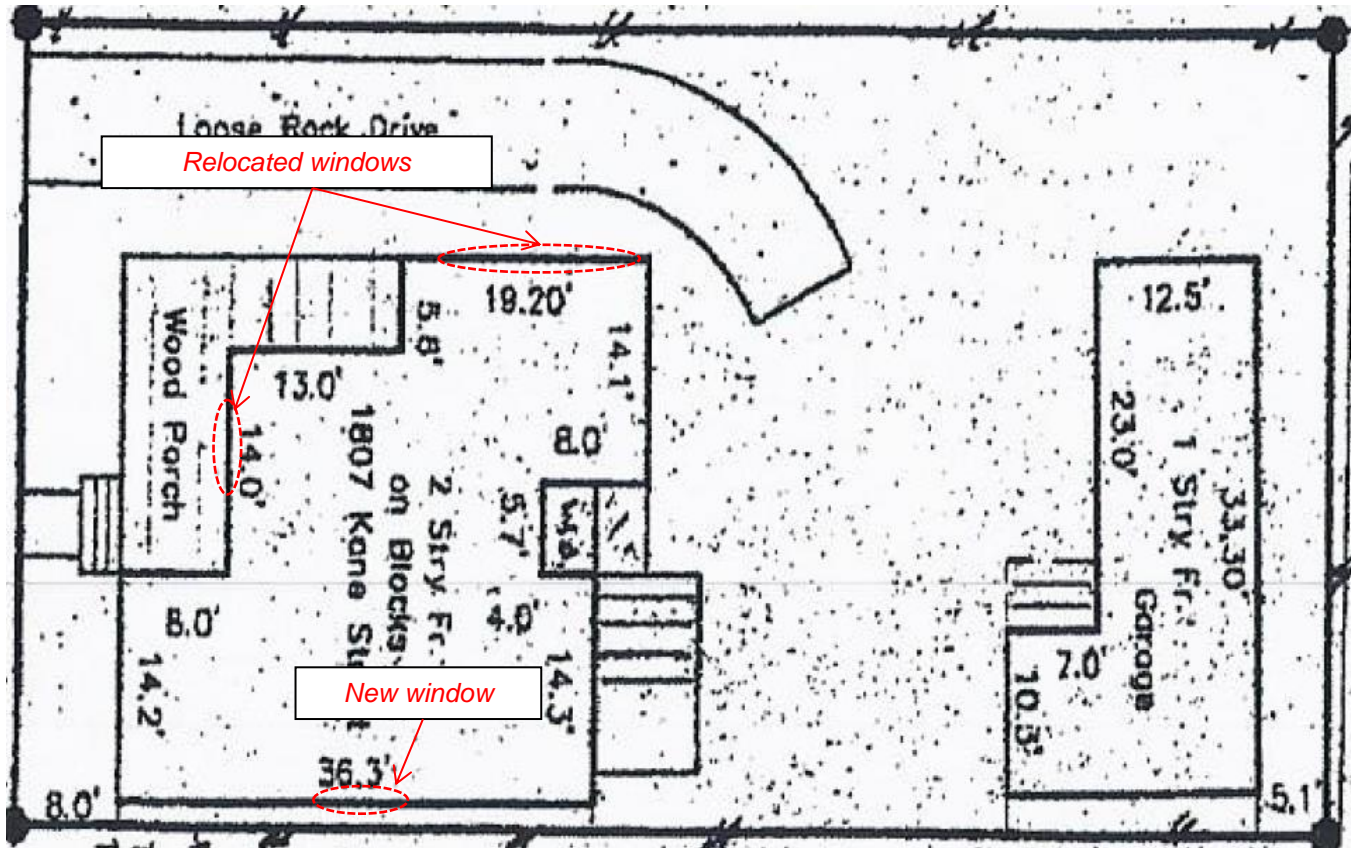 Loose Rock Drive
Relocated windows
19.20'
12.5'
5.8'
14.1'
Wood Porch
13.0'
14.0'
8.0'
23.0'
1 Stry Fr.
33.30'
Garage
2 Stry Fr.
on Blocks
1807 Kane
5.7'
Wd.
8.0'
4.0'
14.2'
14.3'
7.0'
10.3'
New window
36.3'
8.0'
5.1'